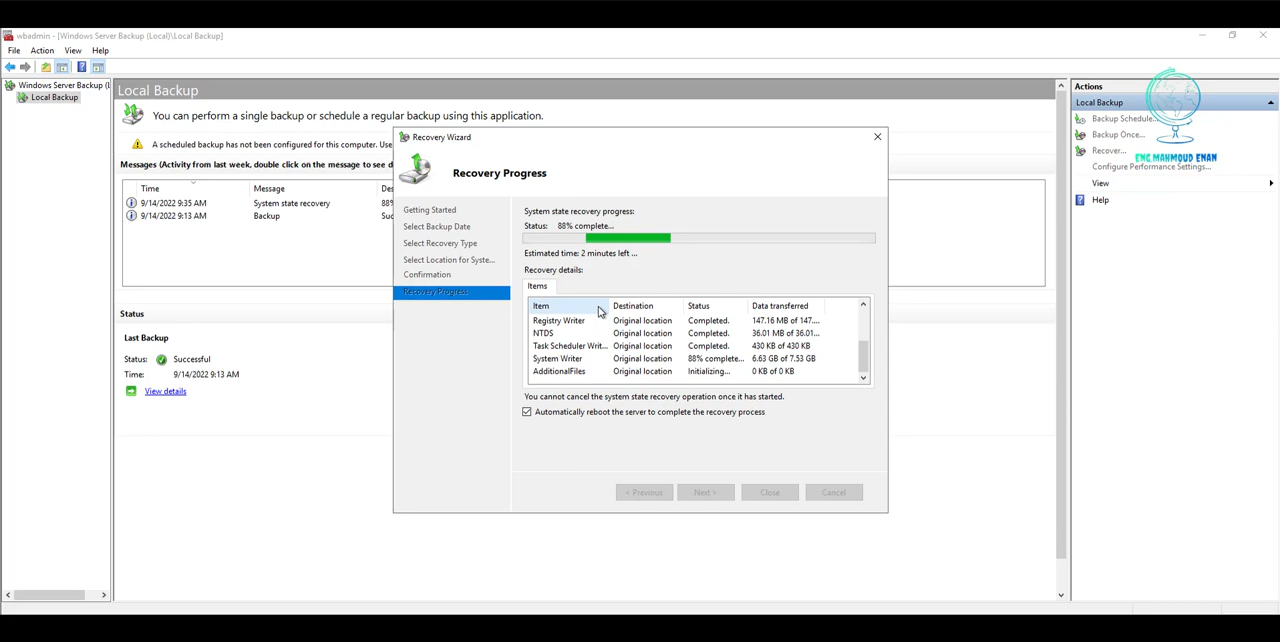 wbadmin - [Windows Server Backup (Local)\Local Backup]
File Action View Help
Windows Server Backup (l
Local Backup
Local Backup
You can perform a single backup or schedule a regular backup using this application.
A scheduled backup has not been configured for this computer. Use
Messages (Activity from last week, double click on the message to see de
Time Message Des
9/14/2022 9:35 AM System state recovery 88%
9/14/2022 9:13 AM Backup Suc
Status
Last Backup
Status: Successful
Time: 9/14/2022 9:13 AM
View details
Recovery Wizard
Recovery Progress
Getting Started
Select Backup Date
Select Recovery Type
Select Location for Syste...
Confirmation
Recovery Progress
System state recovery progress:
Status: 88% complete...
Estimated time: 2 minutes left ...
Recovery details:
Items
Item Destination Status Data transferred
Registry Writer Original location Completed. 147.16 MB of 147....
NTDS Original location Completed. 36.01 MB of 36.01...
Task Scheduler Writ... Original location Completed. 430 KB of 430 KB
System Writer Original location 88% complete... 6.63 GB of 7.53 GB
AdditionalFiles Original location Initializing... 0 KB of 0 KB
You cannot cancel the system state recovery operation once it has started.
Automatically reboot the server to complete the recovery process
< Previous Next > Close Cancel
Actions
Local Backup
Backup Schedule...
Backup Once...
Recover...
Configure Performance Settings...
View
Help
ENG.MAHMOUD ENAN